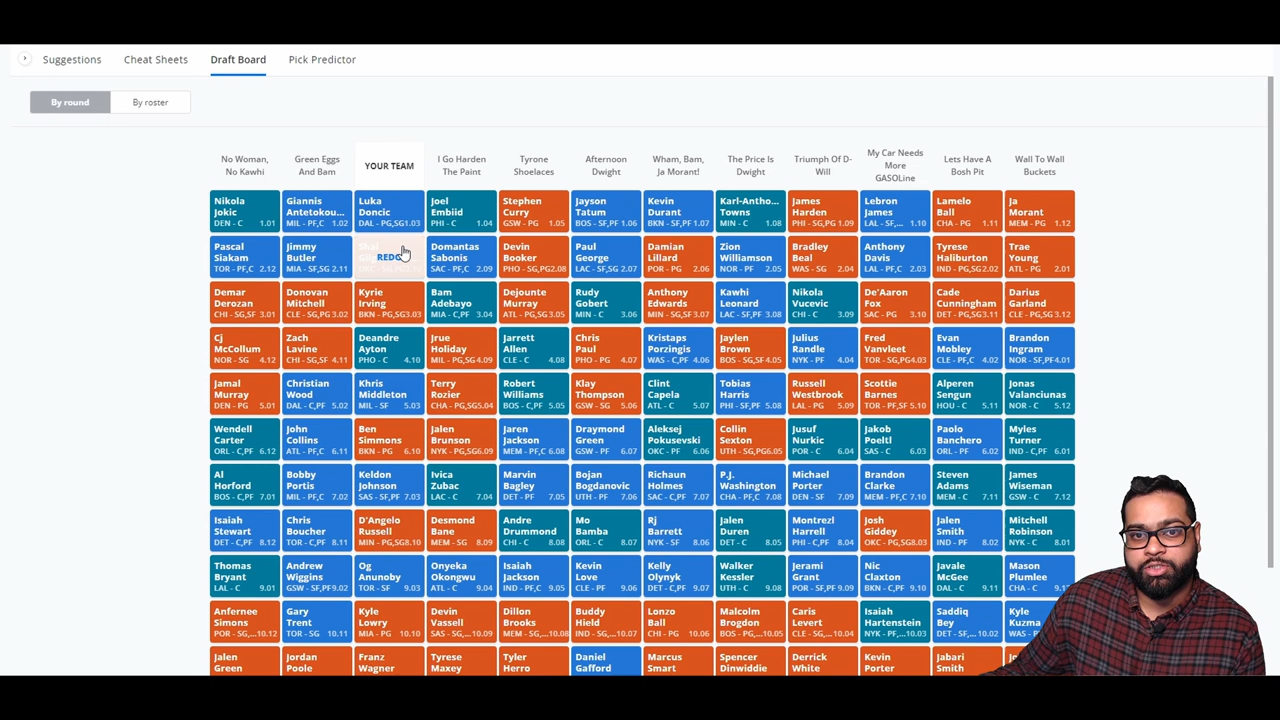 Suggestions Cheat Sheets Draft Board Pick Predictor
By round By roster
No Woman, Green Eggs YOUR TEAM I Go Harden Tyrone Afternoon Wham, Bam, The Price Is Triumph Of D- My Car Needs Lets Have A Wall To Wall
No Kawhi And Bam The Paint Shoelaces Dwight Ja Morant! Dwight Will More Bosh Pit Buckets
GASOLine
Nikola Giannis Luka Joel Stephen Jayson Kevin Karl-Antho... James Lebron Lamelo Ja
Jokic Antetokou... Doncic Embiid Curry Tatum Durant Towns Harden James Ball Morant
DEN - C 1.01 MIL - PF,C 1.02 DAL - PG,SG1.03 PHI - C 1.04 GSW - PG 1.05 BOS - SF,PF 1.06 BKN - SF,PF 1.07 MIN - C 1.08 PHI - SG,PG 1.09 LAL - SF,... 1.10 CHA - PG 1.11 MEM - PG 1.12
Pascal Jimmy Domantas Devin Paul Damian Zion Bradley Anthony Tyrese Trae
Siakam Butler REDO Sabonis Booker George Lillard Williamson Beal Davis Haliburton Young
TOR - PF,C 2.12 MIA - SF,SG 2.11 SAC - PF,C 2.09 PHO - SG,PG2.08 LAC - SF,SG 2.07 POR - PG 2.06 NOR - PF 2.05 WAS - SG 2.04 LAL - PF,C 2.03 IND - PG,SG2.02 ATL - PG 2.01
Demar Donovan Kyrie Bam Dejounte Rudy Anthony Kawhi Nikola De'Aaron Cade Darius
Derozan Mitchell Irving Adebayo Murray Gobert Edwards Leonard Vucevic Fox Cunningham Garland
CHI - SG,SF 3.01 CLE - SG,PG 3.02 BKN - PG,SG3.03 MIA - C,PF 3.04 ATL - PG,SG3.05 MIN - C 3.06 MIN - SG,SF3.07 LAC - SF,PF 3.08 CHI - C 3.09 SAC - PG 3.10 DET - PG,SG3.11 CLE - PG,SG 3.12
Cj Zach Deandre Jrue Jarrett Chris Kristaps Jaylen Julius Fred Evan Brandon
McCollum Lavine Ayton Holiday Allen Paul Porzingis Brown Randle Vanvleet Mobley Ingram
NOR - SG 4.12 CHI - SG,SF 4.11 PHO - C 4.10 MIL - PG,SG 4.09 CLE - C 4.08 PHO - PG 4.07 WAS - C,PF 4.06 BOS - SG,SF4.05 NYK - PF 4.04 TOR - SG,PG4.03 CLE - PF,C 4.02 NOR - SF,PF4.01
Jamal Christian Khris Terry Robert Klay Clint Tobias Russell Scottie Alperen Jonas
Murray Wood Middleton Rozier Williams Thompson Capela Harris Westbrook Barnes Sengun Valanciunas
DEN - PG 5.01 DAL - C,PF 5.02 MIL - SF 5.03 CHA - PG,SG5.04 BOS - C,PF 5.05 GSW - SG 5.06 ATL - C 5.07 PHI - SF,PF 5.08 LAL - PG 5.09 TOR - PF,SF 5.10 HOU - C 5.11 NOR - C 5.12
Wendell John Ben Jalen Jaren Draymond Aleksej Collin Jusuf Jakob Paolo Myles
Carter Collins Simmons Brunson Jackson Green Pokusevski Sexton Nurkic Poeltl Banchero Turner
ORL - C,PF 6.12 ATL - PF,C 6.11 BKN - PG 6.10 NYK - PG,SG6.09 MEM - PF,C 6.08 GSW - PF 6.07 OKC - PF 6.06 UTH - SG,PG6.05 POR - C 6.04 SAS - C 6.03 ORL - PF 6.02 IND - C,PF 6.01
Al Bobby Keldon Ivica Marvin Bojan Richaun P.J. Michael Brandon Steven James
Horford Portis Johnson Zubac Bagley Bogdanovic Holmes Washington Porter Clarke Adams Wiseman
BOS - C,PF 7.01 MIL - PF,C 7.02 SAS - SF,PF 7.03 LAC - C 7.04 DET - PF 7.05 UTH - PF 7.06 SAC - C,PF 7.07 CHA - PF,C 7.08 DEN - SF 7.09 MEM - PF,C 7.10 MEM - C 7.11 GSW - C 7.12
Isaiah Chris D'Angelo Desmond Andre Mo Rj Jalen Montrezl Josh Jalen Mitchell
Stewart Boucher Russell Bane Drummond Bamba Barrett Duren Harrell Giddey Smith Robinson
DET - C,PF 8.12 TOR - C,PF 8.11 MIN - PG,SG8.10 MEM - SG 8.09 CHI - C 8.08 ORL - C 8.07 NYK - SF 8.06 DET - C 8.05 PHI - C,PF 8.04 OKC - PG,SG8.03 IND - PF 8.02 NYK - C 8.01
Thomas Andrew Og Onyeka Isaiah Kevin Kelly Walker Jerami Nic Javale Mason
Bryant Wiggins Anunoby Okongwu Jackson Love Olynyk Kessler Grant Claxton McGee Plumlee
LAL - C 9.01 GSW - SF,PF9.02 TOR - SF,PF 9.03 ATL - C 9.04 IND - PF,C 9.05 CLE - PF 9.06 DET - C,PF 9.07 UTH - C 9.08 POR - SF,PF 9.09 BKN - PF,C 9.10 DAL - C 9.11 CHA - C
Anfernee Gary Kyle Devin Dillon Buddy Lonzo Malcolm Caris Isaiah Saddiq Kyle
Simons Trent Lowry Vassell Brooks Hield Ball Brogdon Levert Hartenstein Bey Kuzma
POR - SG,...10.12 TOR - SG 10.11 MIA - PG 10.10 SAS - SG,...10.09 MEM - SG,...10.08 IND - SG,...10.07 CHI - PG 10.06 BOS - PG,...10.05 CLE - SG,...10.04 NYK - PF,...10.03 DET - SF,...10.02 WAS - P
Jalen Jordan Franz Tyrese Tyler Daniel Marcus Spencer Derrick Kevin Jabari
Green Poole Wagner Maxey Herro Gafford Smart Dinwiddie White Porter Smith